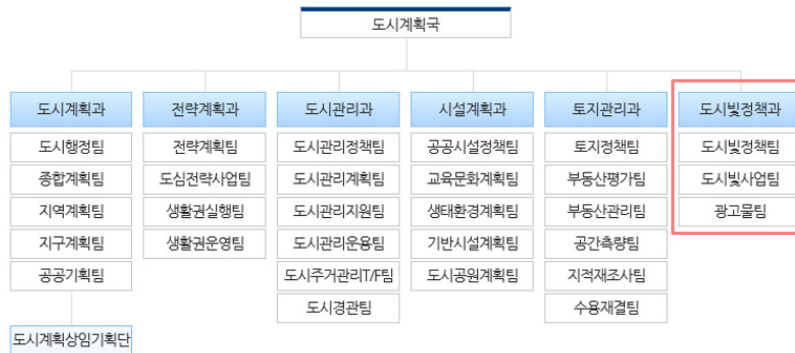 도시계획국
도시계획과
도시행정팀
종합계획팀
지역계획팀
지구계획팀
공공기획팀
도시계획상임기획단
전략계획과
전략계획팀
도심전략사업팀
생활권실행팀
생활권운영팀
도시관리과
도시관리정책팀
도시관리계획팀
도시관리지원팀
도시관리운용팀
도시주거관리T/F팀
도시경관팀
시설계획과
공공시설정책팀
교육문화계획팀
생태환경계획팀
기반시설계획팀
도시공원계획팀
토지관리과
토지정책팀
부동산평가팀
부동산관리팀
공간측량팀
지적재조사팀
수용재결팀
도시빛정책과
도시빛정책팀
도시빛사업팀
광고물팀